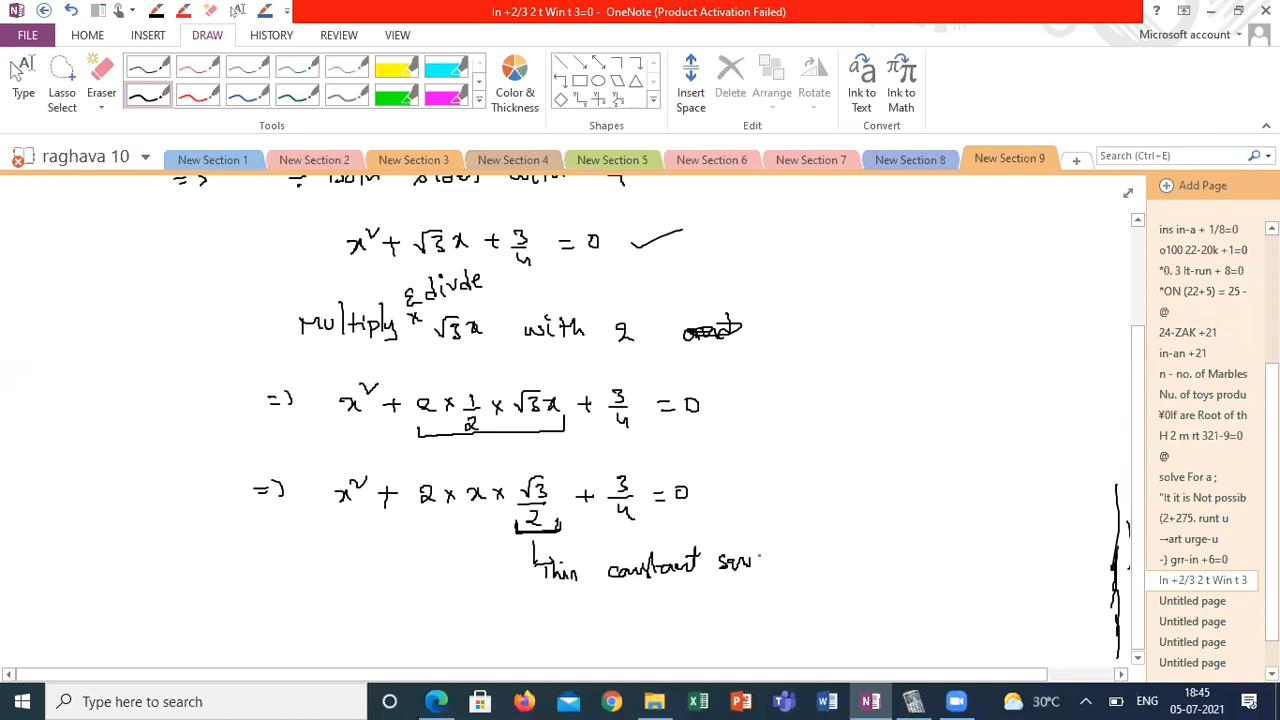 In +2/3 2 t Win t 3=0 - OneNote (Product Activation Failed)
FILE HOME INSERT DRAW HISTORY REVIEW VIEW
Microsoft account
Type Lasso Select Eraser Color & Thickness Insert Space Delete Arrange Rotate Ink to Text Ink to Math
Tools Shapes Edit Convert
raghava 10 New Section 1 New Section 2 New Section 3 New Section 4 New Section 5 New Section 6 New Section 7 New Section 8 New Section 9 Search (Ctrl+E)
Add Page
ins in-a + 1/8=0
o100 22-20k +1=0
*0. 3 lt-run + 8=0
*ON (22+5) = 25 -
@
24-ZAK +21
in-an +21
n - no. of Marbles
Nu. of toys produ
¥0lf are Root of th
H 2 m rt 321-9=0
@
solve For a ;
"It it is Not possib
(2+275. runt u
→art urge-u
-} grr-in +6=0
In +2/3 2 t Win t 3
Untitled page
Untitled page
Untitled page
Untitled page
=> ÷ both sides with 4
x² + √3x + 3/4 = 0
& divide
Multiply √3x with 2
=> x² + 2 × 1/2 × √3x + 3/4 = 0
=> x² + 2 × x × √3/2 + 3/4 = 0
This constant squ
Type here to search
30°C ENG 18:45
05-07-2021